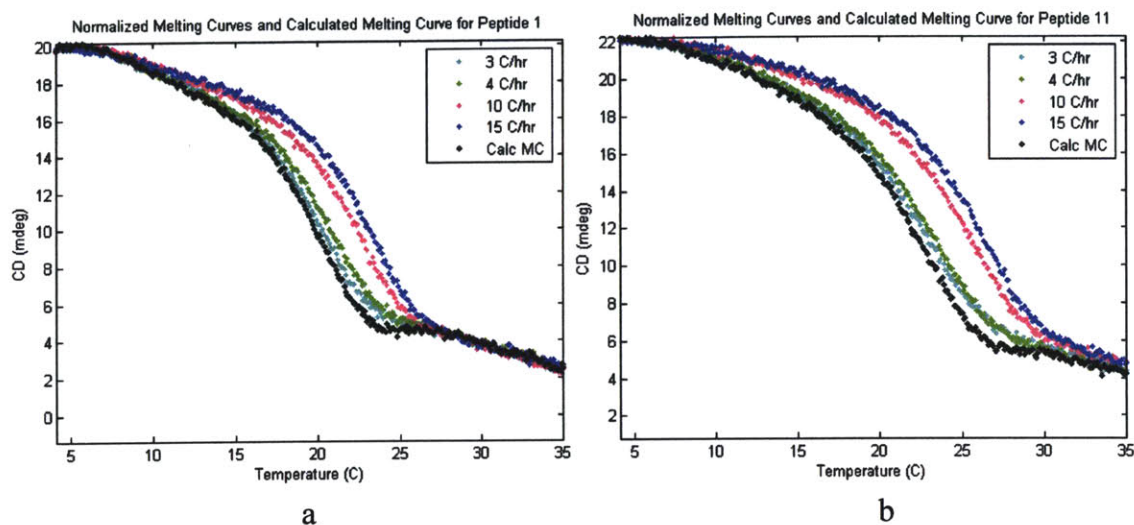 Normalized Melting Curves and Calculated Melting Curve for Peptide 1
20
18
16
14
12
10
8
6
4
2
0
CD (mdeg)
3 C/hr
4 C/hr
10 C/hr
15 C/hr
Calc MC
5 10 15 20 25 30 35
Temperature (C)
a
Normalized Melting Curves and Calculated Melting Curve for Peptide 11
22
20
18
16
14
12
10
8
6
4
2
CD (mdeg)
3 C/hr
4 C/hr
10 C/hr
15 C/hr
Calc MC
5 10 15 20 25 30 35
Temperature (C)
b